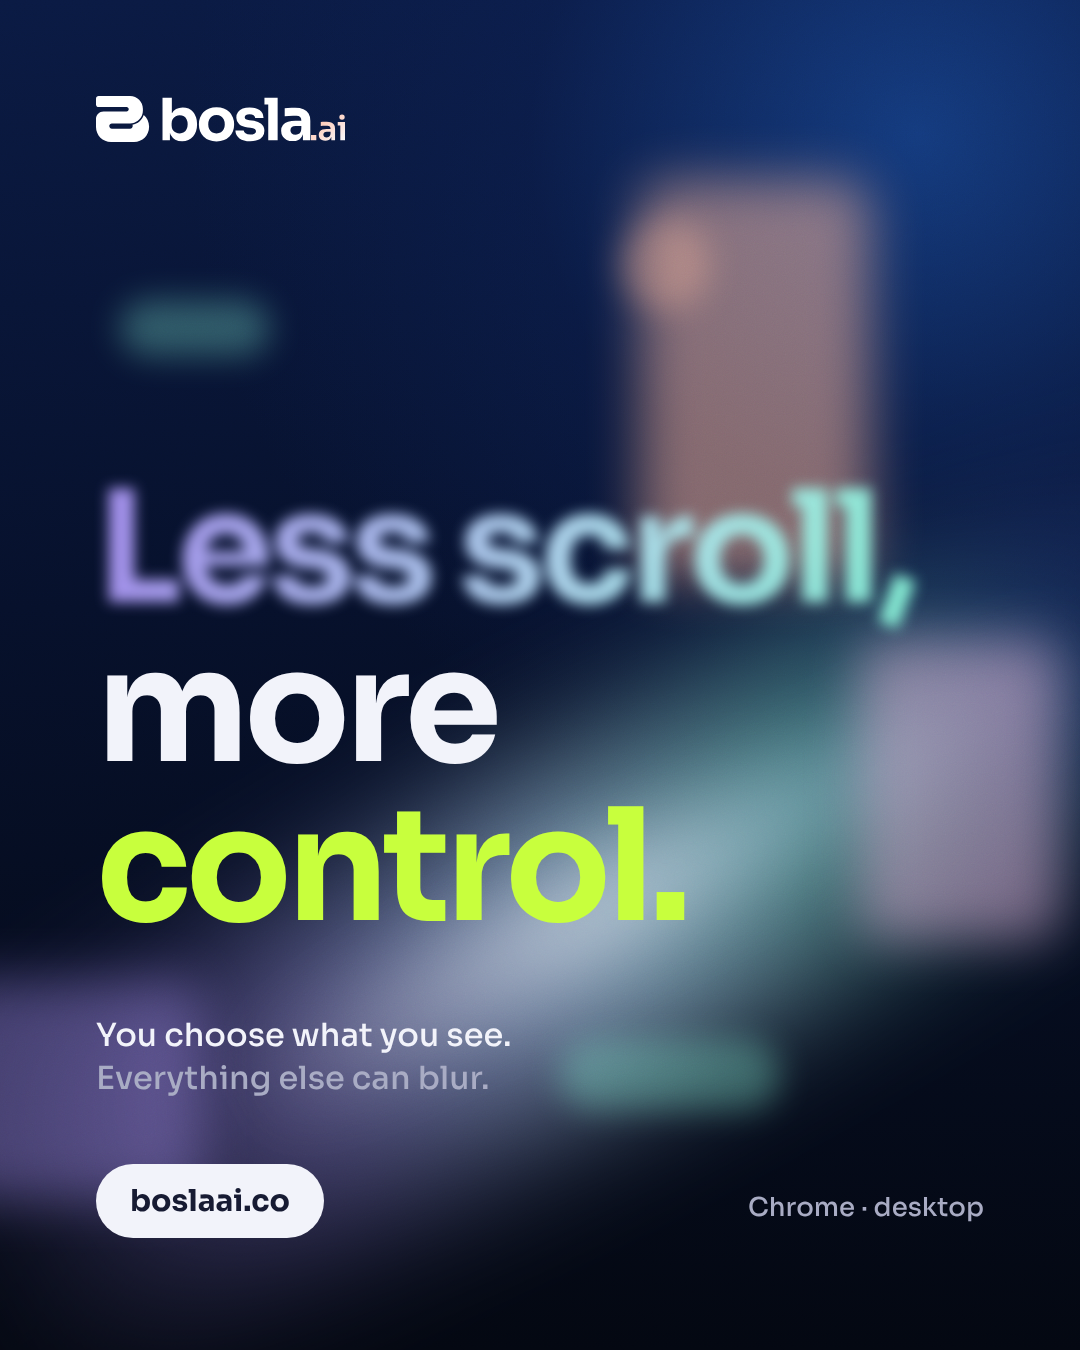 bosla.ai
Less scroll,
more
control.
You choose what you see.
Everything else can blur.
boslaai.co
Chrome · desktop